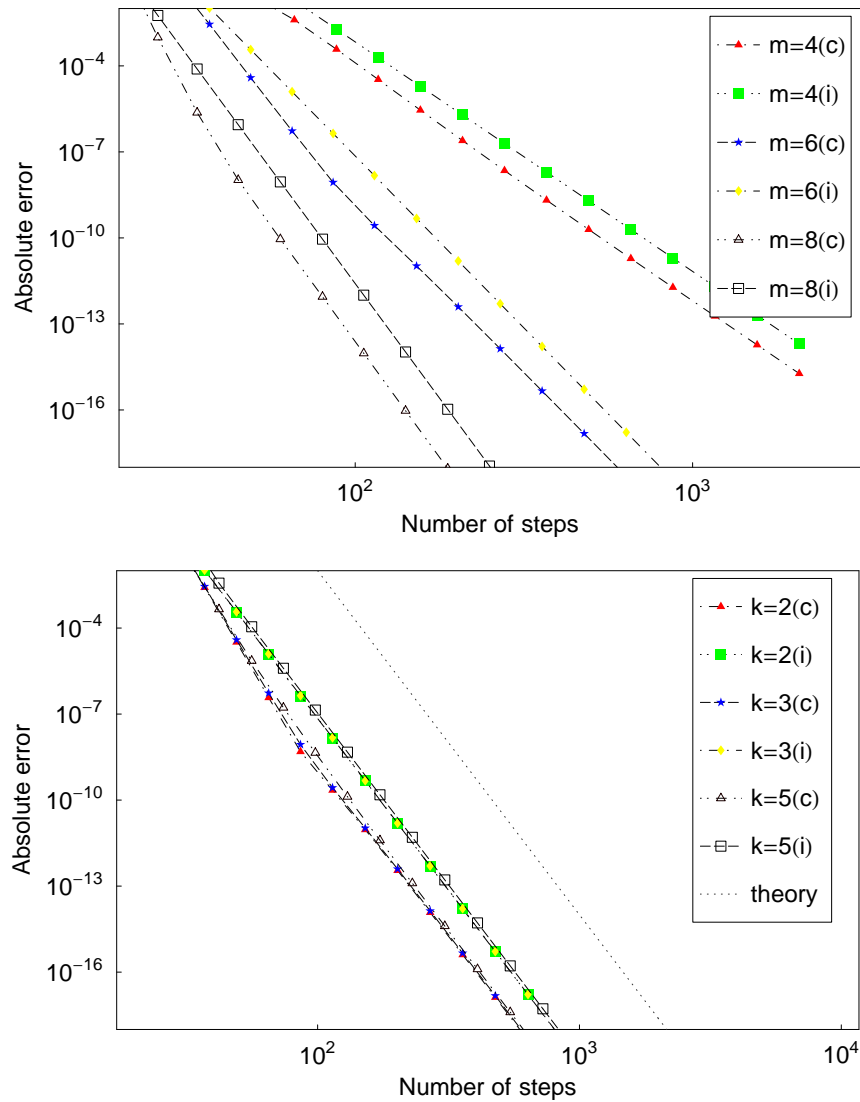 10^−4
10^−7
10^−10
10^−13
10^−16
Absolute error
10^2
10^3
Number of steps
m=4(c)
m=4(i)
m=6(c)
m=6(i)
m=8(c)
m=8(i)
10^−4
10^−7
10^−10
10^−13
10^−16
Absolute error
10^2
10^3
10^4
Number of steps
k=2(c)
k=2(i)
k=3(c)
k=3(i)
k=5(c)
k=5(i)
theory